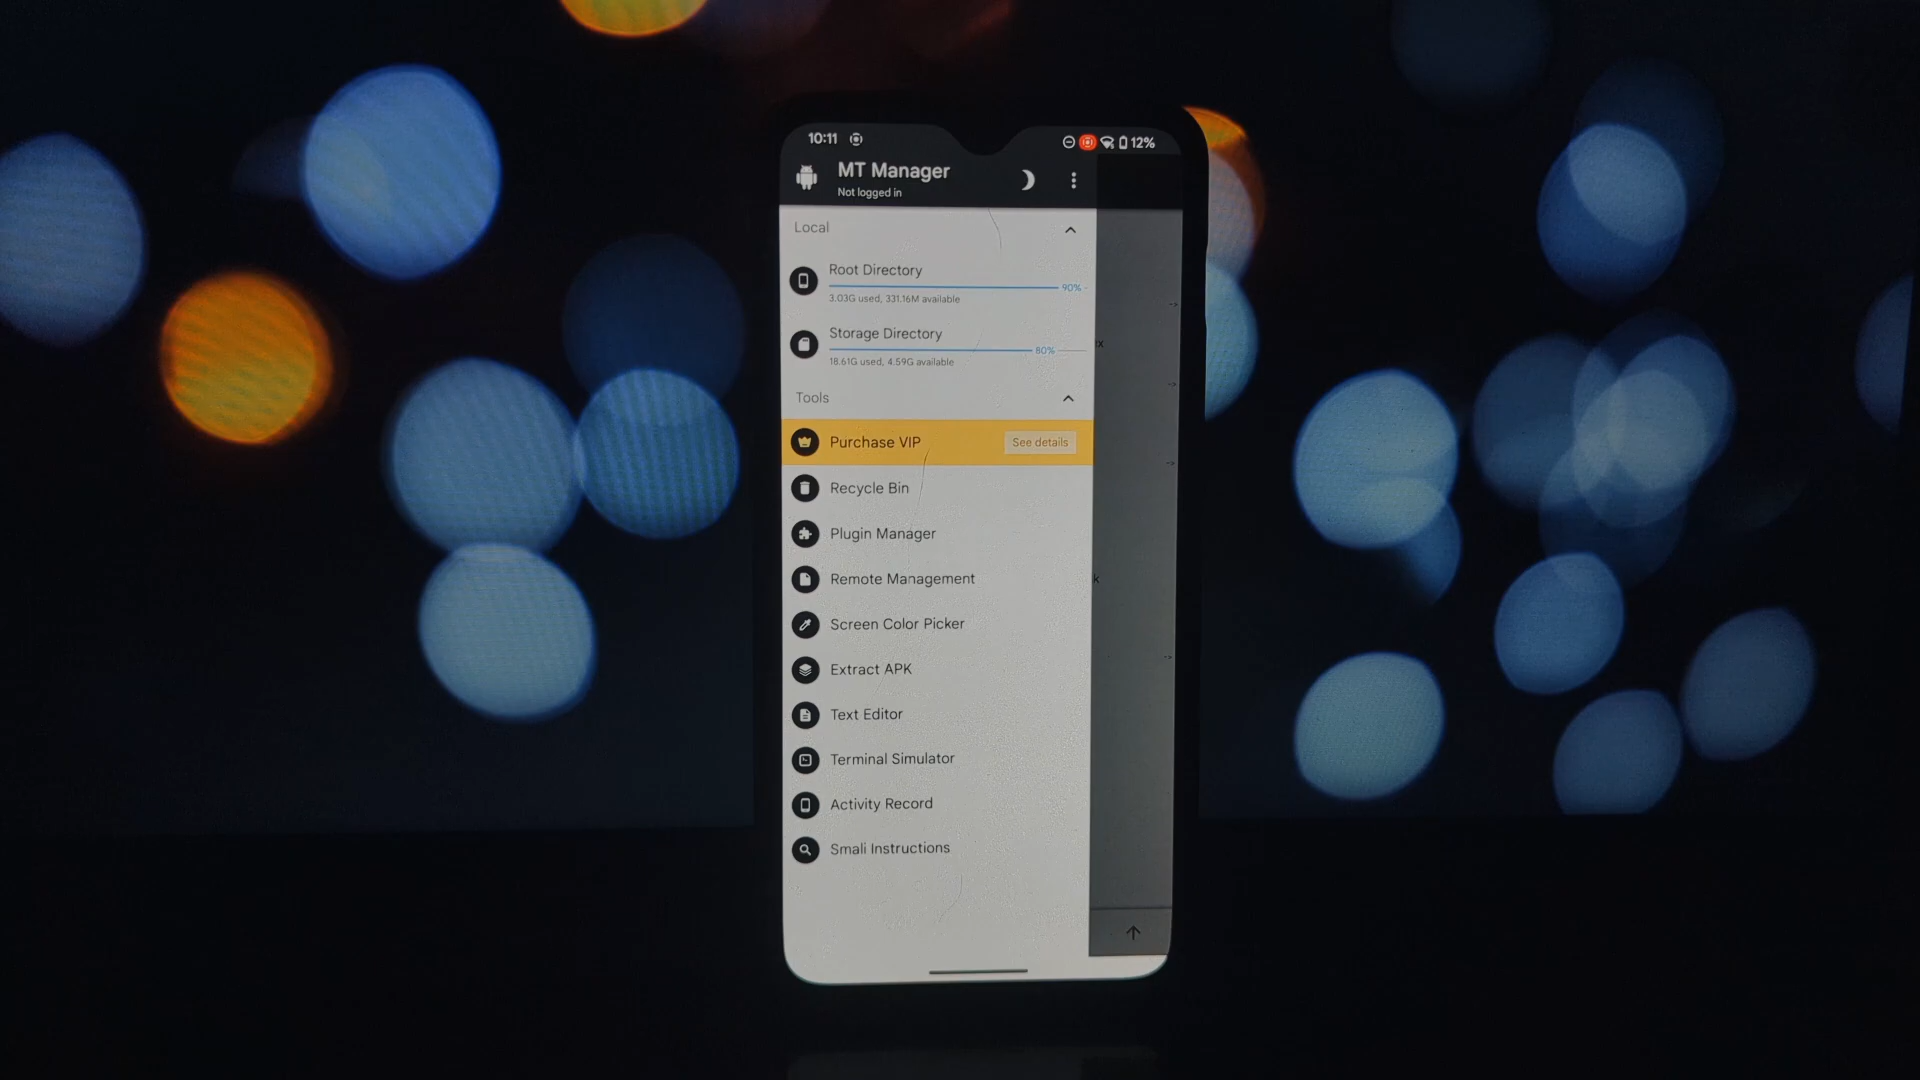 10:11
12%
MT Manager
Not logged in
Local
Root Directory
90%
3.03G used, 331.16M available
Storage Directory
80%
18.61G used, 4.59G available
Tools
Purchase VIP
See details
Recycle Bin
Plugin Manager
Remote Management
Screen Color Picker
Extract APK
Text Editor
Terminal Simulator
Activity Record
Smali Instructions
->
x
->
->
k
->